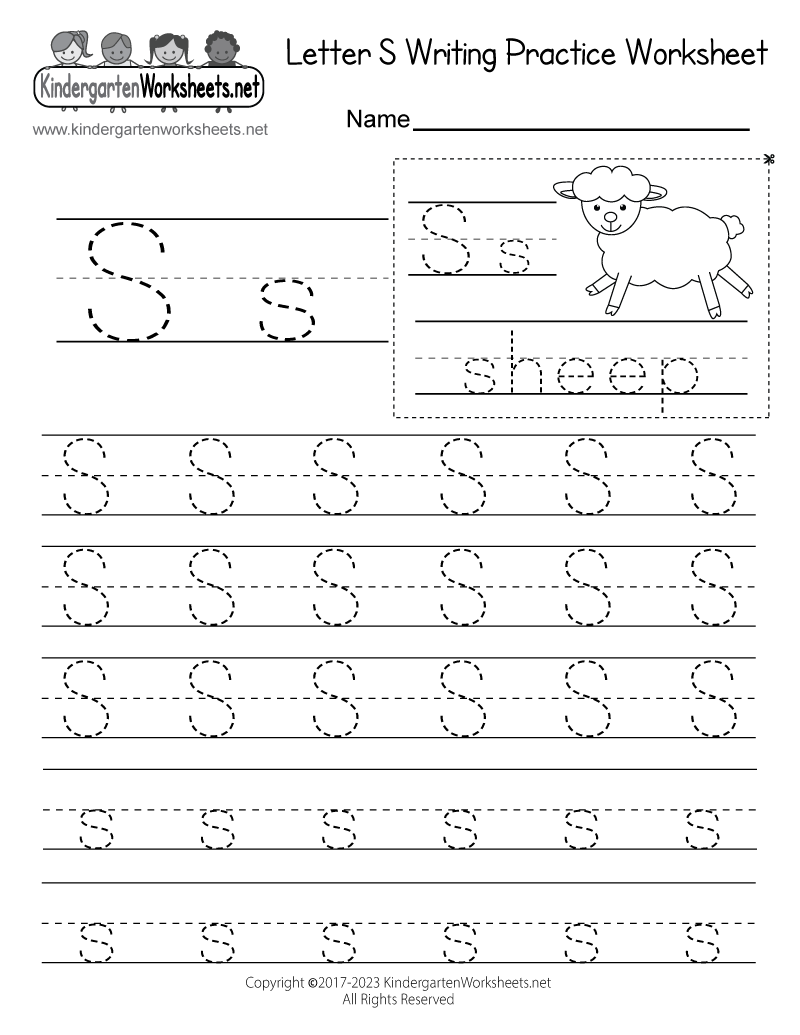 KindergartenWorksheets.net
www.kindergartenworksheets.net
Letter S Writing Practice Worksheet
Name
S s
S s
sheep
S S S S S S
S S S S S S
S S S S S S
s s s s s s
s s s s s s
Copyright ©2017-2023 KindergartenWorksheets.net
All Rights Reserved